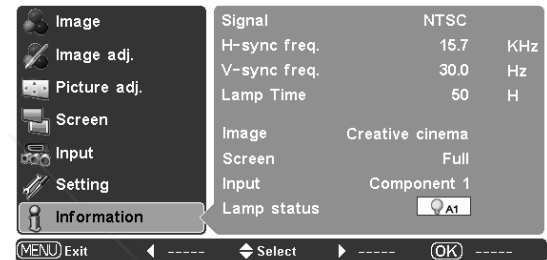 Image
Image adj.
Picture adj.
Screen
Input
Setting
Information
Signal NTSC
H-sync freq. 15.7 KHz
V-sync freq. 30.0 Hz
Lamp Time 50 H
Image Creative cinema
Screen Full
Input Component 1
Lamp status A1
MENU Exit ----- Select ----- OK -----